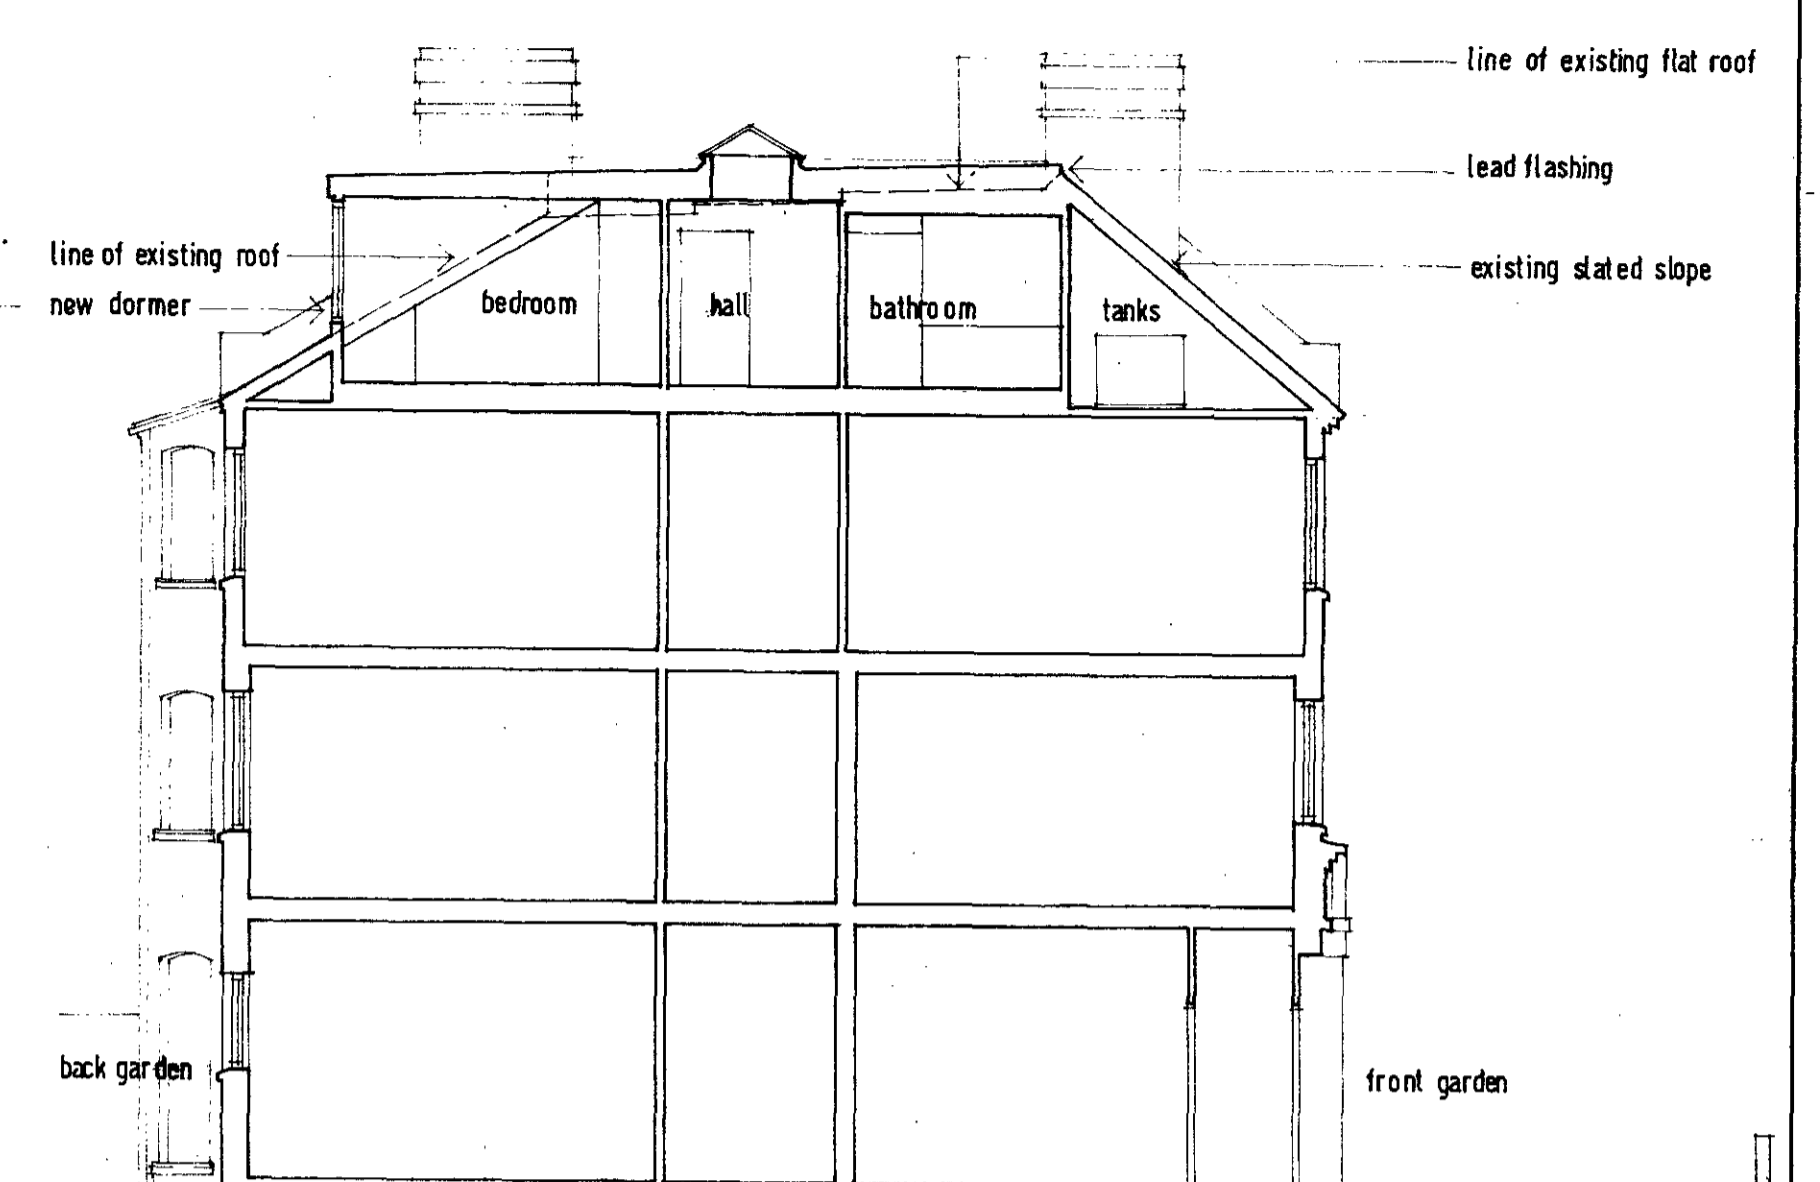 line of existing flat roof
lead flashing
line of existing roof
existing slated slope
new dormer
bedroom
hall
bathroom
tanks
back garden
front garden